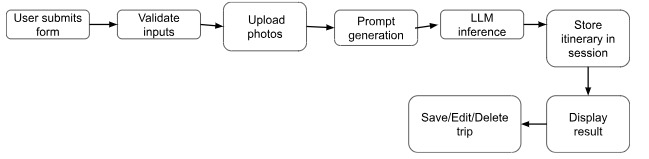 User submits
form
Validate
inputs
Upload
photos
Prompt
generation
LLM
inference
Store
itinerary in
session
Save/Edit/Delete
trip
Display
result